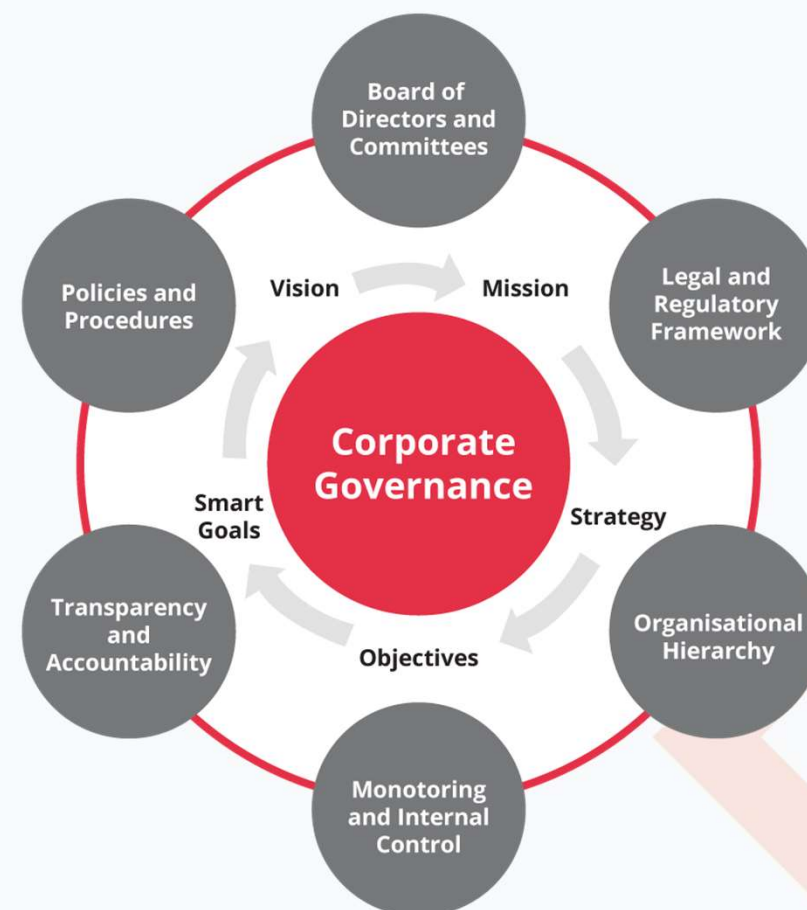 Board of
Directors and
Committees
Legal and
Regulatory
Framework
Organisational
Hierarchy
Monotoring
and Internal
Control
Transparency
and
Accountability
Policies and
Procedures
Vision
Mission
Strategy
Objectives
Smart
Goals
Corporate
Governance